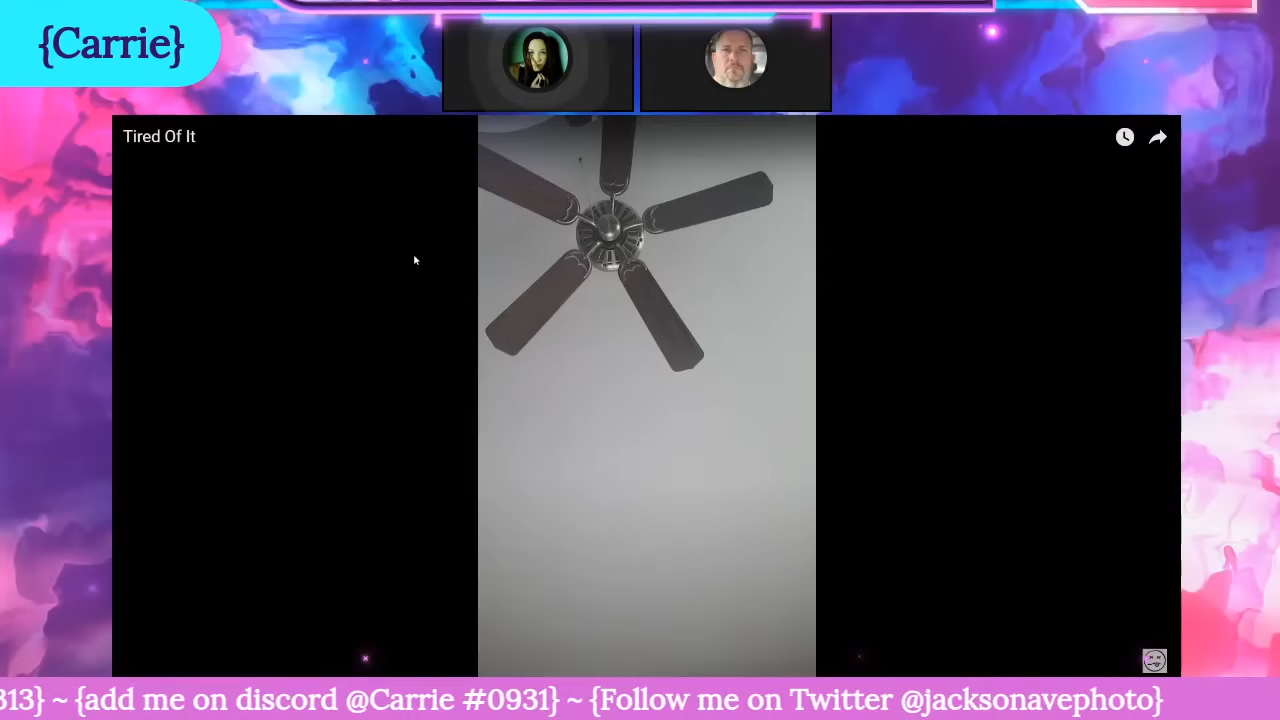 {Carrie}
Tired Of It
313} ~ {add me on discord @Carrie #0931} ~ {Follow me on Twitter @jacksonavephoto}